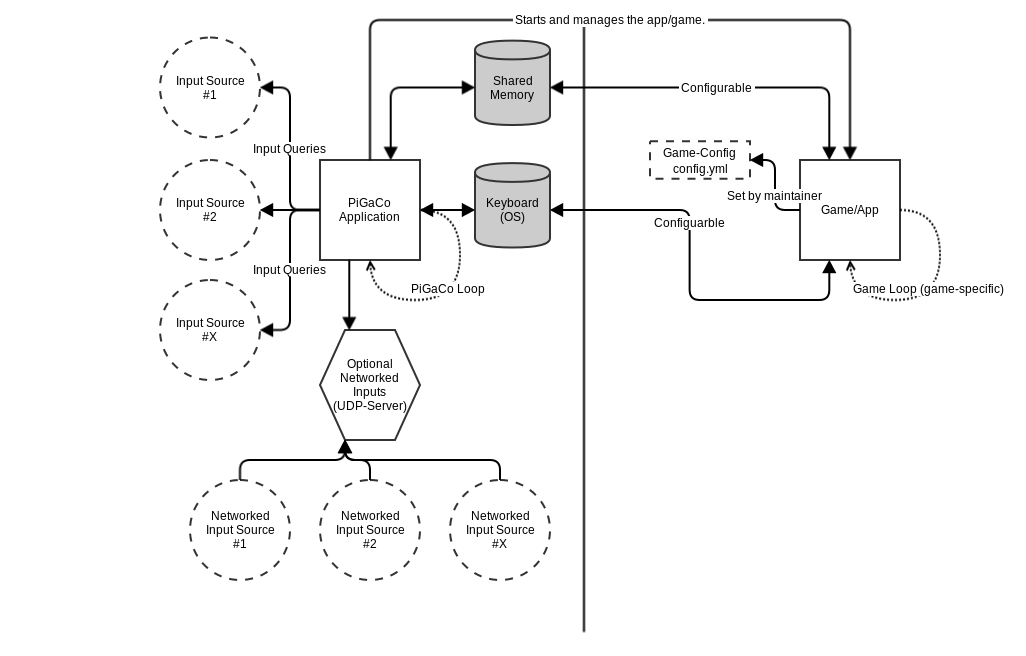 Starts and manages the app/game.
Input Source
#1
Shared
Memory
Configurable
Input Queries
Game-Config
config.yml
Set by maintainer
Input Source
#2
PiGaCo
Application
Keyboard
(OS)
Configuarble
Game/App
Input Queries
PiGaCo Loop
Game Loop (game-specific)
Input Source
#X
Optional
Networked
Inputs
(UDP-Server)
Networked
Input Source
#1
Networked
Input Source
#2
Networked
Input Source
#X